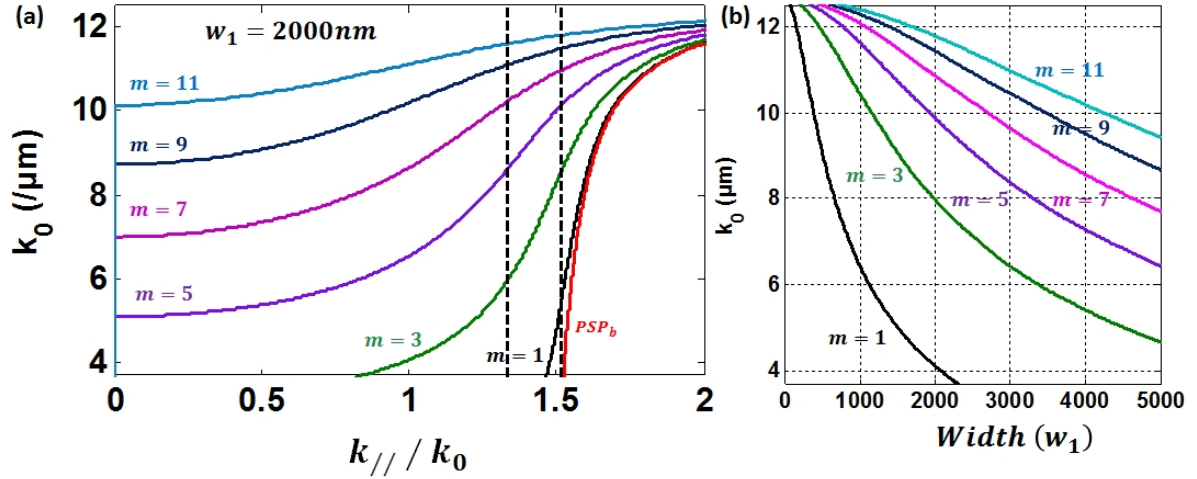 (a)
w₁ = 2000nm
12
10
8
6
4
k₀ (/μm)
m = 11
m = 9
m = 7
m = 5
m = 3
m = 1
PSP_b
0
0.5
1
1.5
2
k_// / k₀
(b)
12
10
8
6
4
k₀ (μm)
m = 11
m = 9
m = 3
m = 5
m = 7
m = 1
0
1000
2000
3000
4000
5000
Width (w₁)